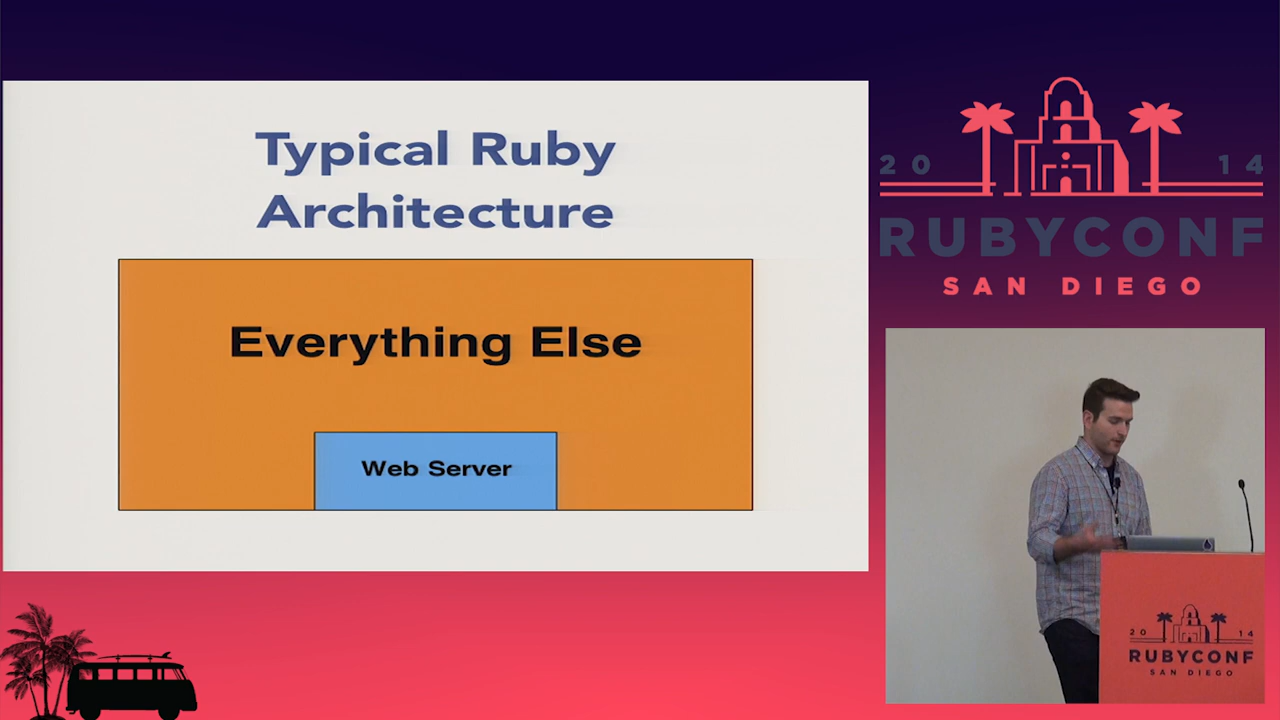 Typical Ruby
Architecture
Everything Else
Web Server
20 14
RUBYCONF
SAN DIEGO
20 14
RUBYCONF
SAN DIEGO